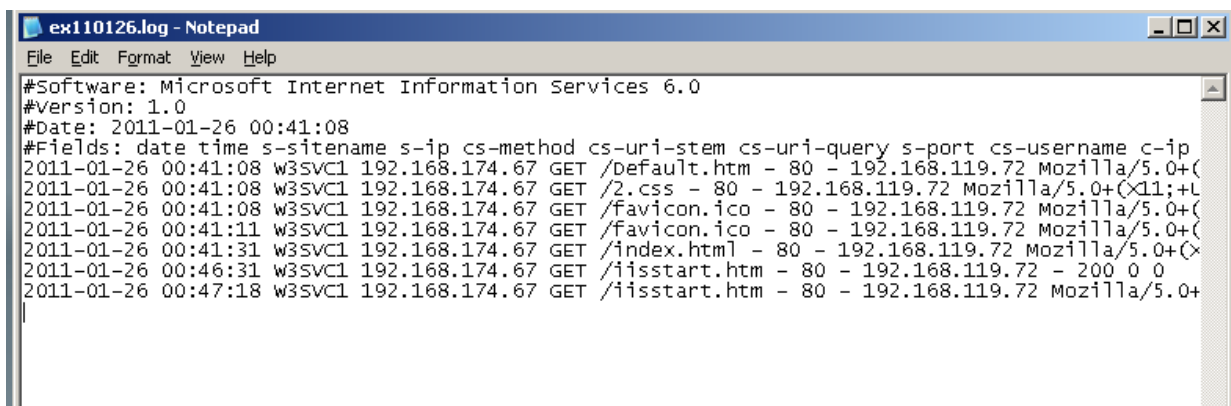 ex110126.log - Notepad
File Edit Format View Help
#Software: Microsoft Internet Information Services 6.0
#Version: 1.0
#Date: 2011-01-26 00:41:08
#Fields: date time s-sitename s-ip cs-method cs-uri-stem cs-uri-query s-port cs-username c-ip
2011-01-26 00:41:08 W3SVC1 192.168.174.67 GET /Default.htm - 80 - 192.168.119.72 Mozilla/5.0+(
2011-01-26 00:41:08 W3SVC1 192.168.174.67 GET /2.css - 80 - 192.168.119.72 Mozilla/5.0+(X11;+U
2011-01-26 00:41:08 W3SVC1 192.168.174.67 GET /favicon.ico - 80 - 192.168.119.72 Mozilla/5.0+(
2011-01-26 00:41:11 W3SVC1 192.168.174.67 GET /favicon.ico - 80 - 192.168.119.72 Mozilla/5.0+(
2011-01-26 00:41:31 W3SVC1 192.168.174.67 GET /index.html - 80 - 192.168.119.72 Mozilla/5.0+(X
2011-01-26 00:46:31 W3SVC1 192.168.174.67 GET /iisstart.htm - 80 - 192.168.119.72 - 200 0 0
2011-01-26 00:47:18 W3SVC1 192.168.174.67 GET /iisstart.htm - 80 - 192.168.119.72 Mozilla/5.0+